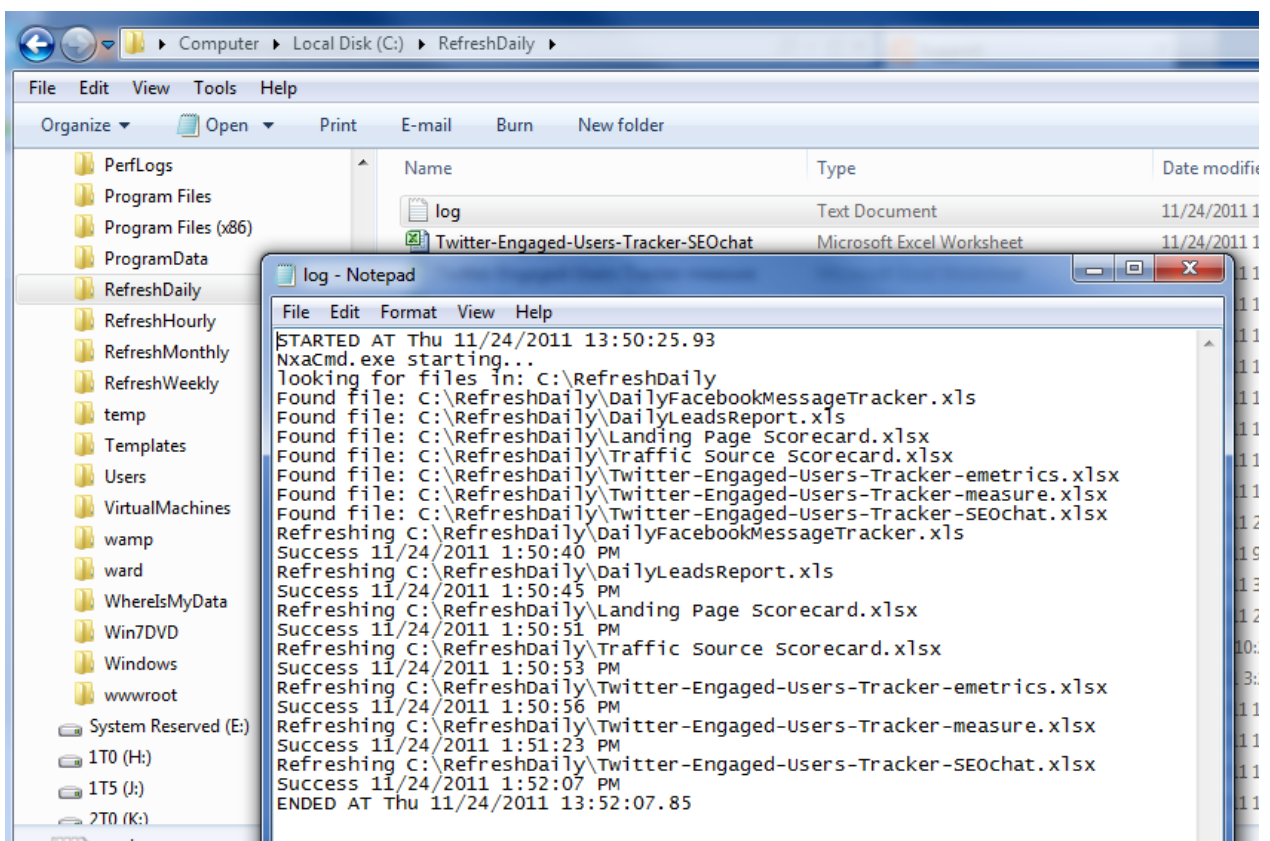 Computer ▸ Local Disk (C:) ▸ RefreshDaily ▸
File Edit View Tools Help
Organize Open Print E-mail Burn New folder
PerfLogs
Program Files
Program Files (x86)
ProgramData
RefreshDaily
RefreshHourly
RefreshMonthly
RefreshWeekly
temp
Templates
Users
VirtualMachines
wamp
ward
WhereIsMyData
Win7DVD
Windows
wwwroot
System Reserved (E:)
1T0 (H:)
1T5 (J:)
2T0 (K:)
Name Type Date modifie
log Text Document 11/24/2011 1
Twitter-Engaged-Users-Tracker-SEOchat Microsoft Excel Worksheet 11/24/2011 1
log - Notepad
File Edit Format View Help
STARTED AT Thu 11/24/2011 13:50:25.93
NxaCmd.exe starting...
looking for files in: C:\RefreshDaily
Found file: C:\RefreshDaily\DailyFacebookMessageTracker.xls
Found file: C:\RefreshDaily\DailyLeadsReport.xls
Found file: C:\RefreshDaily\Landing Page Scorecard.xlsx
Found file: C:\RefreshDaily\Traffic Source Scorecard.xlsx
Found file: C:\RefreshDaily\Twitter-Engaged-Users-Tracker-emetrics.xlsx
Found file: C:\RefreshDaily\Twitter-Engaged-Users-Tracker-measure.xlsx
Found file: C:\RefreshDaily\Twitter-Engaged-Users-Tracker-SEOchat.xlsx
Refreshing C:\RefreshDaily\DailyFacebookMessageTracker.xls
Success 11/24/2011 1:50:40 PM
Refreshing C:\RefreshDaily\DailyLeadsReport.xls
Success 11/24/2011 1:50:45 PM
Refreshing C:\RefreshDaily\Landing Page Scorecard.xlsx
Success 11/24/2011 1:50:51 PM
Refreshing C:\RefreshDaily\Traffic Source Scorecard.xlsx
Success 11/24/2011 1:50:53 PM
Refreshing C:\RefreshDaily\Twitter-Engaged-Users-Tracker-emetrics.xlsx
Success 11/24/2011 1:50:56 PM
Refreshing C:\RefreshDaily\Twitter-Engaged-Users-Tracker-measure.xlsx
Success 11/24/2011 1:51:23 PM
Refreshing C:\RefreshDaily\Twitter-Engaged-Users-Tracker-SEOchat.xlsx
Success 11/24/2011 1:52:07 PM
ENDED AT Thu 11/24/2011 13:52:07.85